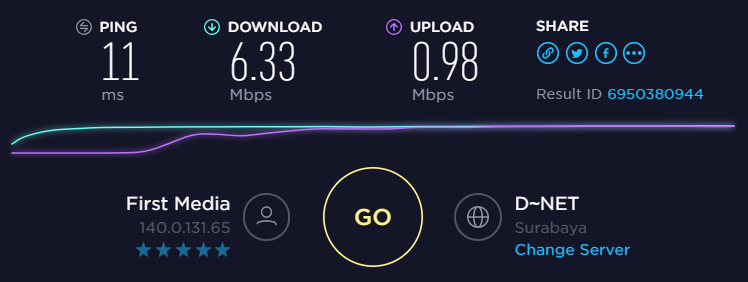 PING
11
ms
DOWNLOAD
6.33
Mbps
UPLOAD
0.98
Mbps
SHARE
Result ID 6950380944
First Media
140.0.131.65
GO
D~NET
Surabaya
Change Server